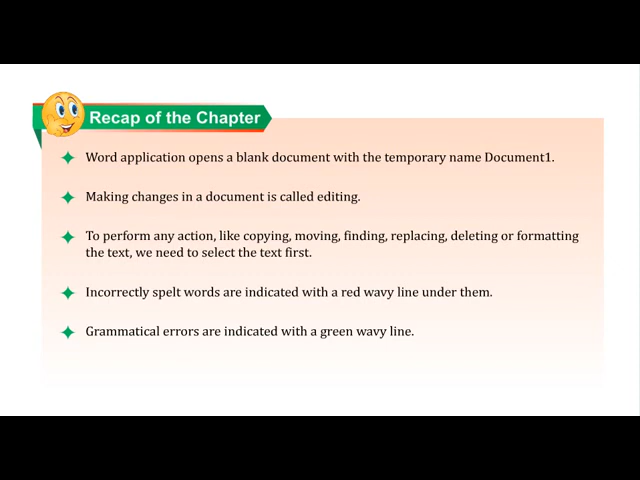 Recap of the Chapter
Word application opens a blank document with the temporary name Document1.
Making changes in a document is called editing.
To perform any action, like copying, moving, finding, replacing, deleting or formatting
the text, we need to select the text first.
Incorrectly spelt words are indicated with a red wavy line under them.
Grammatical errors are indicated with a green wavy line.